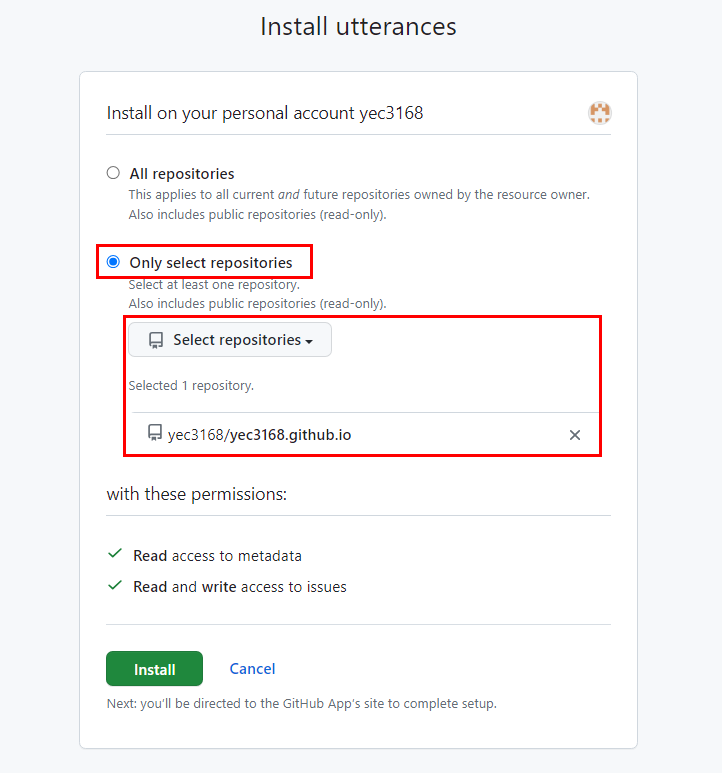 Install utterances
Install on your personal account yec3168
All repositories
This applies to all current and future repositories owned by the resource owner.
Also includes public repositories (read-only).
Only select repositories
Select at least one repository.
Also includes public repositories (read-only).
Select repositories
Selected 1 repository.
yec3168/yec3168.github.io
with these permissions:
Read access to metadata
Read and write access to issues
Install Cancel
Next: you'll be directed to the GitHub App's site to complete setup.